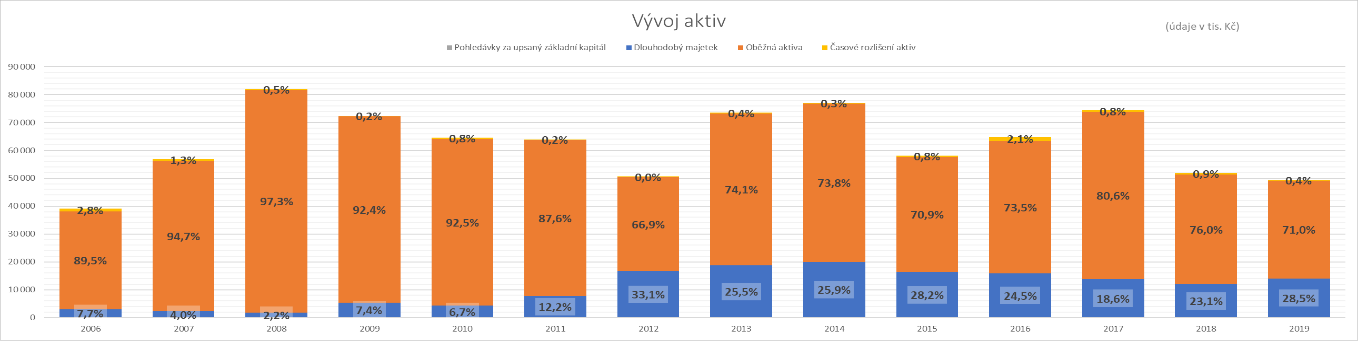 Vývoj aktiv
(údaje v tis. Kč)
Pohledávky za upsaný základní kapitál Dlouhodobý majetek Oběžná aktiva Časové rozlišení aktiv
90 000
80 000
70 000
60 000
50 000
40 000
30 000
20 000
10 000
0
2,8% 1,3% 0,5% 0,2% 0,8% 0,2% 0,0% 0,4% 0,3% 0,8% 2,1% 0,8% 0,9% 0,4%
89,5% 94,7% 97,3% 92,4% 92,5% 87,6% 66,9% 74,1% 73,8% 70,9% 73,5% 80,6% 76,0% 71,0%
7,7% 4,0% 2,2% 7,4% 6,7% 12,2% 33,1% 25,5% 25,9% 28,2% 24,5% 18,6% 23,1% 28,5%
2006 2007 2008 2009 2010 2011 2012 2013 2014 2015 2016 2017 2018 2019